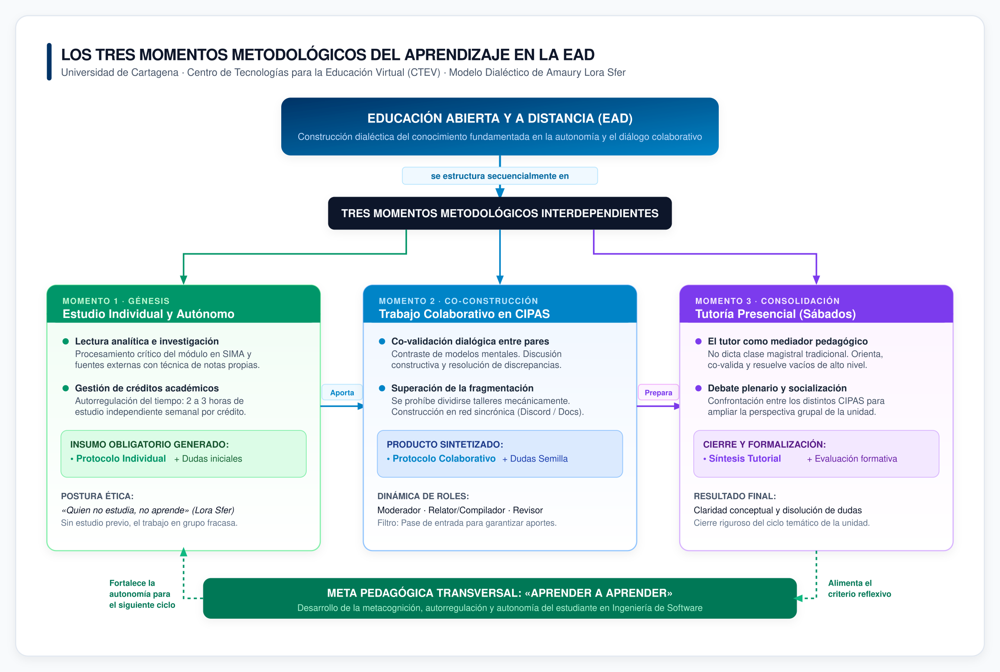 LOS TRES MOMENTOS METODOLÓGICOS DEL APRENDIZAJE EN LA EAD
Universidad de Cartagena · Centro de Tecnologías para la Educación Virtual (CTEV) · Modelo Dialéctico de Amaury Lora Sfer
EDUCACIÓN ABIERTA Y A DISTANCIA (EAD)
Construcción dialéctica del conocimiento fundamentada en la autonomía y el diálogo colaborativo
se estructura secuencialmente en
TRES MOMENTOS METODOLÓGICOS INTERDEPENDIENTES
MOMENTO 1 · GÉNESIS
Estudio Individual y Autónomo
Lectura analítica e investigación
Procesamiento crítico del módulo en SIMA y
fuentes externas con técnica de notas propias.
Gestión de créditos académicos
Autorregulación del tiempo: 2 a 3 horas de
estudio independiente semanal por crédito.
INSUMO OBLIGATORIO GENERADO:
• Protocolo Individual + Dudas iniciales
POSTURA ÉTICA:
«Quien no estudia, no aprende» (Lora Sfer)
Sin estudio previo, el trabajo en grupo fracasa.
Aporta
MOMENTO 2 · CO-CONSTRUCCIÓN
Trabajo Colaborativo en CIPAS
Co-validación dialógica entre pares
Contraste de modelos mentales. Discusión
constructiva y resolución de discrepancias.
Superación de la fragmentación
Se prohíbe dividirse talleres mecánicamente.
Construcción en red sincrónica (Discord / Docs).
PRODUCTO SINTETIZADO:
• Protocolo Colaborativo + Dudas Semilla
DINÁMICA DE ROLES:
Moderador · Relator/Compilador · Revisor
Filtro: Pase de entrada para garantizar aportes.
Prepara
MOMENTO 3 · CONSOLIDACIÓN
Tutoría Presencial (Sábados)
El tutor como mediador pedagógico
No dicta clase magistral tradicional. Orienta,
co-valida y resuelve vacíos de alto nivel.
Debate plenario y socialización
Confrontación entre los distintos CIPAS para
ampliar la perspectiva grupal de la unidad.
CIERRE Y FORMALIZACIÓN:
• Síntesis Tutorial + Evaluación formativa
RESULTADO FINAL:
Claridad conceptual y disolución de dudas
Cierre riguroso del ciclo temático de la unidad.
Fortalece la
autonomía para
el siguiente ciclo
META PEDAGÓGICA TRANSVERSAL: «APRENDER A APRENDER»
Desarrollo de la metacognición, autorregulación y autonomía del estudiante en Ingeniería de Software
Alimenta el
criterio reflexivo